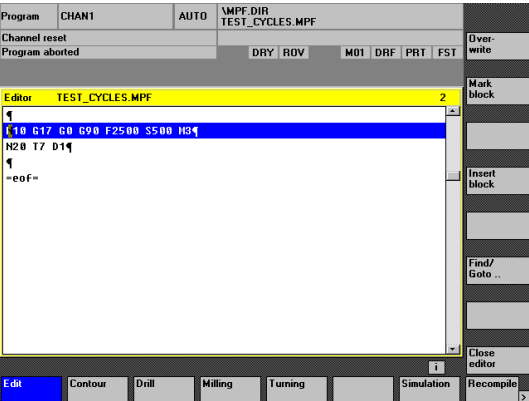 Program CHAN1 AUTO \MPF.DIR
TEST_CYCLES.MPF
Channel reset
Program aborted
DRY ROV M01 DRF PRT FST
Over-
write
Mark
block
Editor TEST_CYCLES.MPF 2
¶
N10 G17 G0 G90 F2500 S500 M3¶
N20 T7 D1¶
¶
=eof=
Insert
block
Find/
Goto ..
Close
editor
i
Edit Contour Drill Milling Turning Simulation Recompile
>